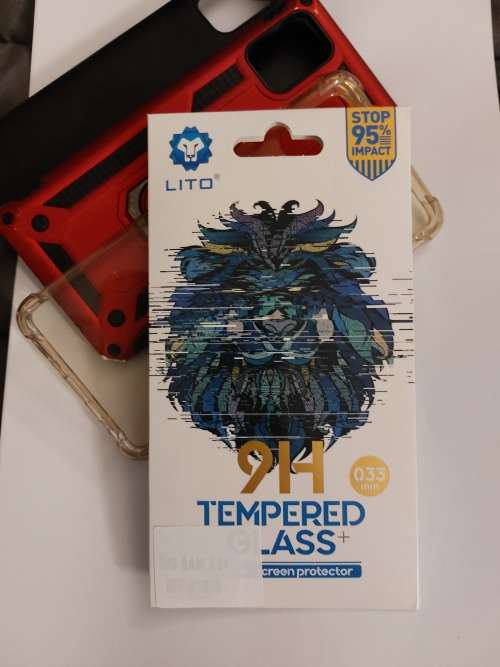 LITO®
STOP
95%
IMPACT
9H
0.33
mm
TEMPERED
GLASS+
screen protector